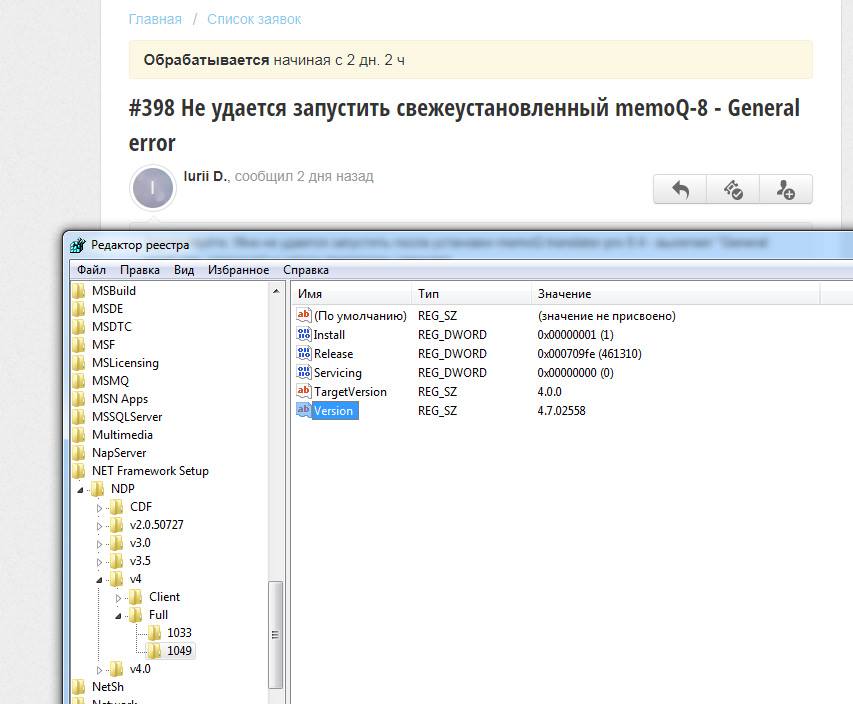 Главная / Список заявок
Обрабатывается начиная с 2 дн. 2 ч
#398 Не удается запустить свежеустановленный memoQ-8 - General
error
I
Iurii D., сообщил 2 дня назад
Редактор реестра
Файл Правка Вид Избранное Справка
MSBuild
MSDE
MSDTC
MSF
MSLicensing
MSMQ
MSN Apps
MSSQLServer
Multimedia
NapServer
NET Framework Setup
NDP
CDF
v2.0.50727
v3.0
v3.5
v4
Client
Full
1033
1049
v4.0
NetSh
Network
Имя Тип Значение
(По умолчанию) REG_SZ (значение не присвоено)
Install REG_DWORD 0x00000001 (1)
Release REG_DWORD 0x000709fe (461310)
Servicing REG_DWORD 0x00000000 (0)
TargetVersion REG_SZ 4.0.0
Version REG_SZ 4.7.02558